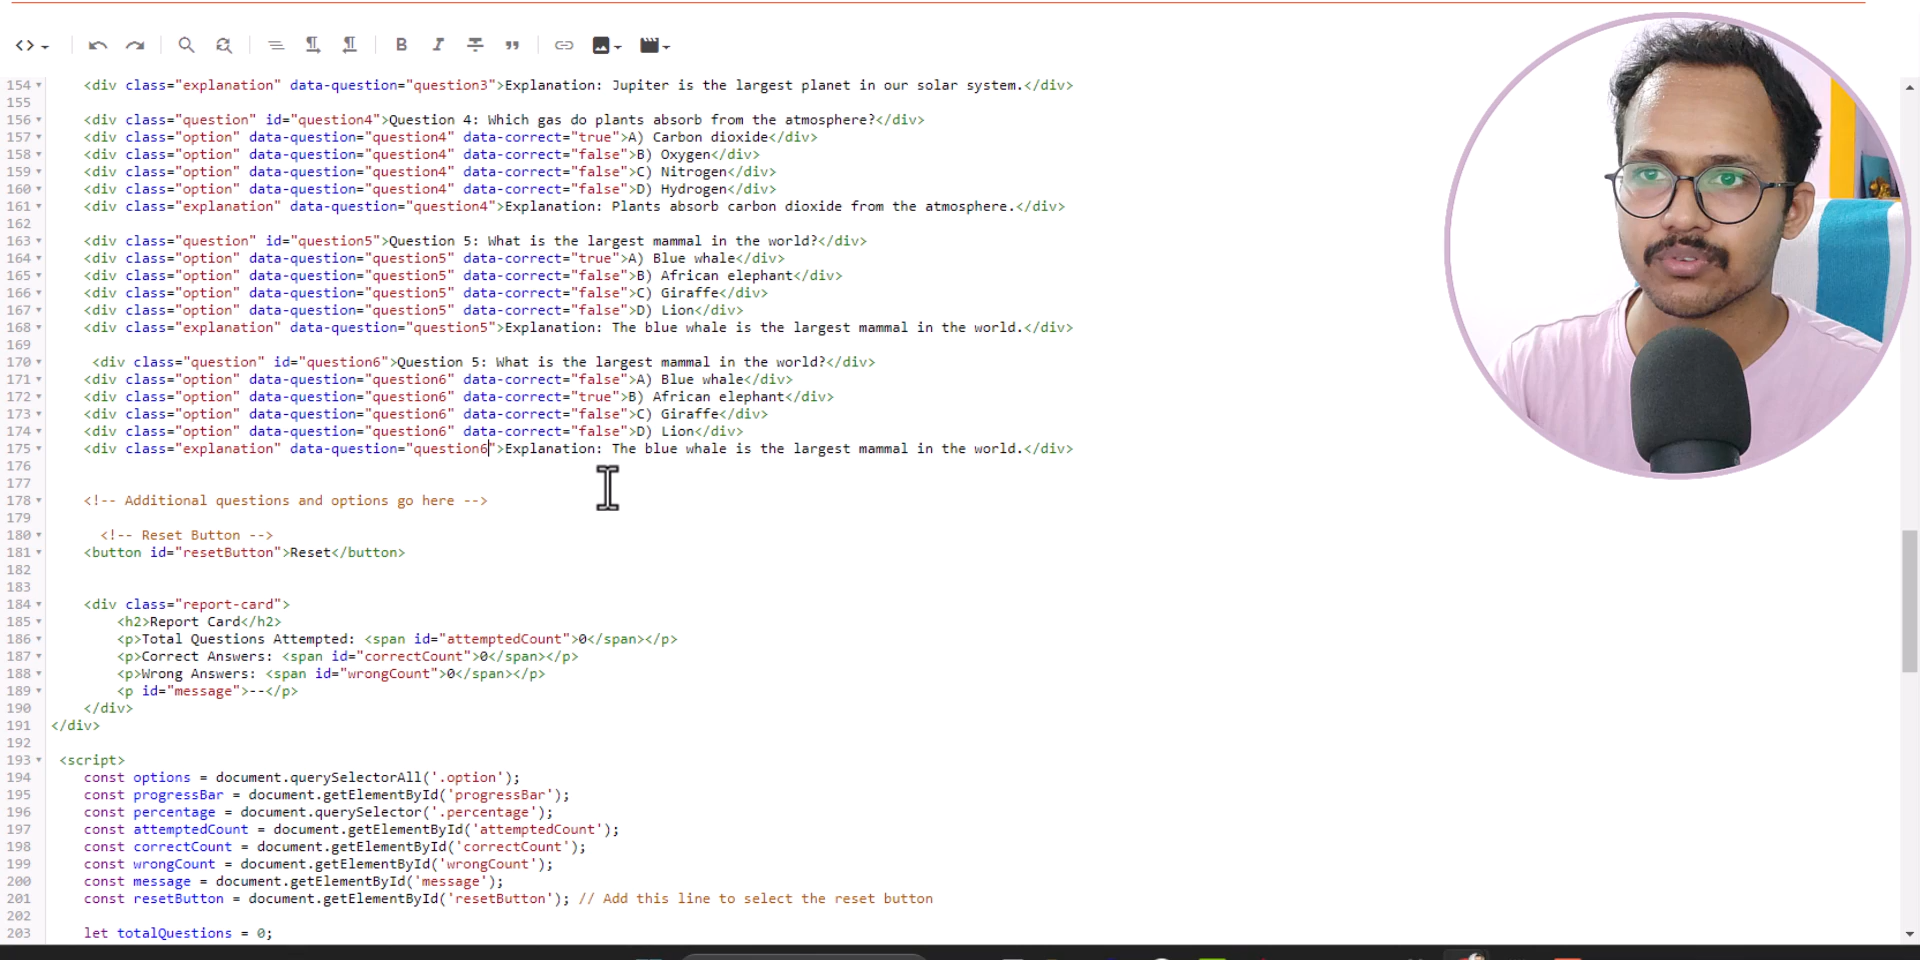 154 <div class="explanation" data-question="question3">Explanation: Jupiter is the largest planet in our solar system.</div>
155
156 <div class="question" id="question4">Question 4: Which gas do plants absorb from the atmosphere?</div>
157 <div class="option" data-question="question4" data-correct="true">A) Carbon dioxide</div>
158 <div class="option" data-question="question4" data-correct="false">B) Oxygen</div>
159 <div class="option" data-question="question4" data-correct="false">C) Nitrogen</div>
160 <div class="option" data-question="question4" data-correct="false">D) Hydrogen</div>
161 <div class="explanation" data-question="question4">Explanation: Plants absorb carbon dioxide from the atmosphere.</div>
162
163 <div class="question" id="question5">Question 5: What is the largest mammal in the world?</div>
164 <div class="option" data-question="question5" data-correct="true">A) Blue whale</div>
165 <div class="option" data-question="question5" data-correct="false">B) African elephant</div>
166 <div class="option" data-question="question5" data-correct="false">C) Giraffe</div>
167 <div class="option" data-question="question5" data-correct="false">D) Lion</div>
168 <div class="explanation" data-question="question5">Explanation: The blue whale is the largest mammal in the world.</div>
169
170 <div class="question" id="question6">Question 5: What is the largest mammal in the world?</div>
171 <div class="option" data-question="question6" data-correct="false">A) Blue whale</div>
172 <div class="option" data-question="question6" data-correct="true">B) African elephant</div>
173 <div class="option" data-question="question6" data-correct="false">C) Giraffe</div>
174 <div class="option" data-question="question6" data-correct="false">D) Lion</div>
175 <div class="explanation" data-question="question6">Explanation: The blue whale is the largest mammal in the world.</div>
176
177
178 <!-- Additional questions and options go here -->
179
180 <!-- Reset Button -->
181 <button id="resetButton">Reset</button>
182
183
184 <div class="report-card">
185 <h2>Report Card</h2>
186 <p>Total Questions Attempted: <span id="attemptedCount">0</span></p>
187 <p>Correct Answers: <span id="correctCount">0</span></p>
188 <p>Wrong Answers: <span id="wrongCount">0</span></p>
189 <p id="message">--</p>
190 </div>
191 </div>
192
193 <script>
194 const options = document.querySelectorAll('.option');
195 const progressBar = document.getElementById('progressBar');
196 const percentage = document.querySelector('.percentage');
197 const attemptedCount = document.getElementById('attemptedCount');
198 const correctCount = document.getElementById('correctCount');
199 const wrongCount = document.getElementById('wrongCount');
200 const message = document.getElementById('message');
201 const resetButton = document.getElementById('resetButton'); // Add this line to select the reset button
202
203 let totalQuestions = 0;